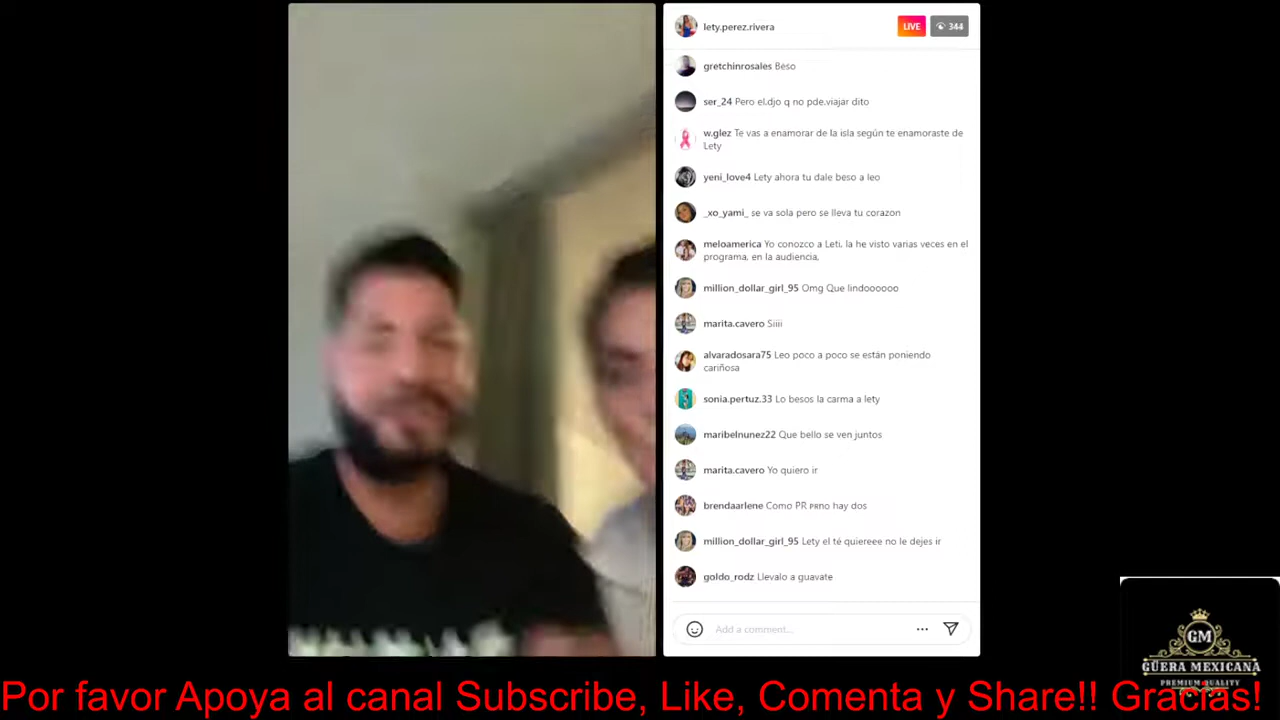 lety.perez.rivera
LIVE
344
gretchinrosales Beso
ser_24 Pero el.djo q no pde.viajar dito
w.glez Te vas a enamorar de la isla según te enamoraste de
Lety
yeni_love4 Lety ahora tu dale beso a leo
_xo_yami_ se va sola pero se lleva tu corazon
meloamerica Yo conozco a Leti, la he visto varias veces en el
programa, en la audiencia,
million_dollar_girl_95 Omg Que lindoooooo
marita.cavero Siiii
alvaradosara75 Leo poco a poco se están poniendo
cariñosa
sonia.pertuz.33 Lo besos la carma a lety
maribelnunez22 Que bello se ven juntos
marita.cavero Yo quiero ir
brendaarlene Como PR PRno hay dos
million_dollar_girl_95 Lety el té quiereee no le dejes ir
goldo_rodz Llevalo a guavate
Add a comment...
GM
GÜERA MEXICANA
PREMIUM QUALITY
Por favor Apoya al canal Subscribe, Like, Comenta y Share!! Gracias!